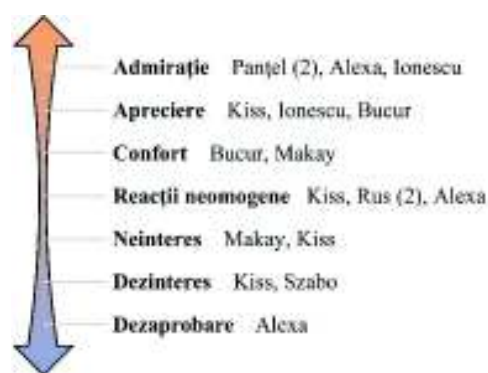 Admirație Panțel (2), Alexa, Ionescu
Apreciere Kiss, Ionescu, Bucur
Confort Bucur, Makay
Reacții neomogene Kiss, Rus (2), Alexa
Neinteres Makay, Kiss
Dezinteres Kiss, Szabo
Dezaprobare Alexa